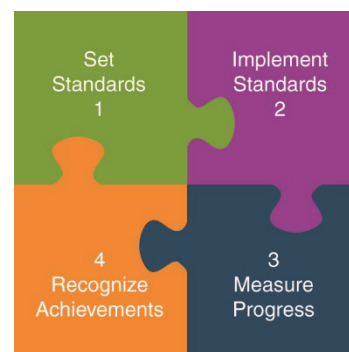 Set
Standards
1
Implement
Standards
2
3
Measure
Progress
4
Recognize
Achievements